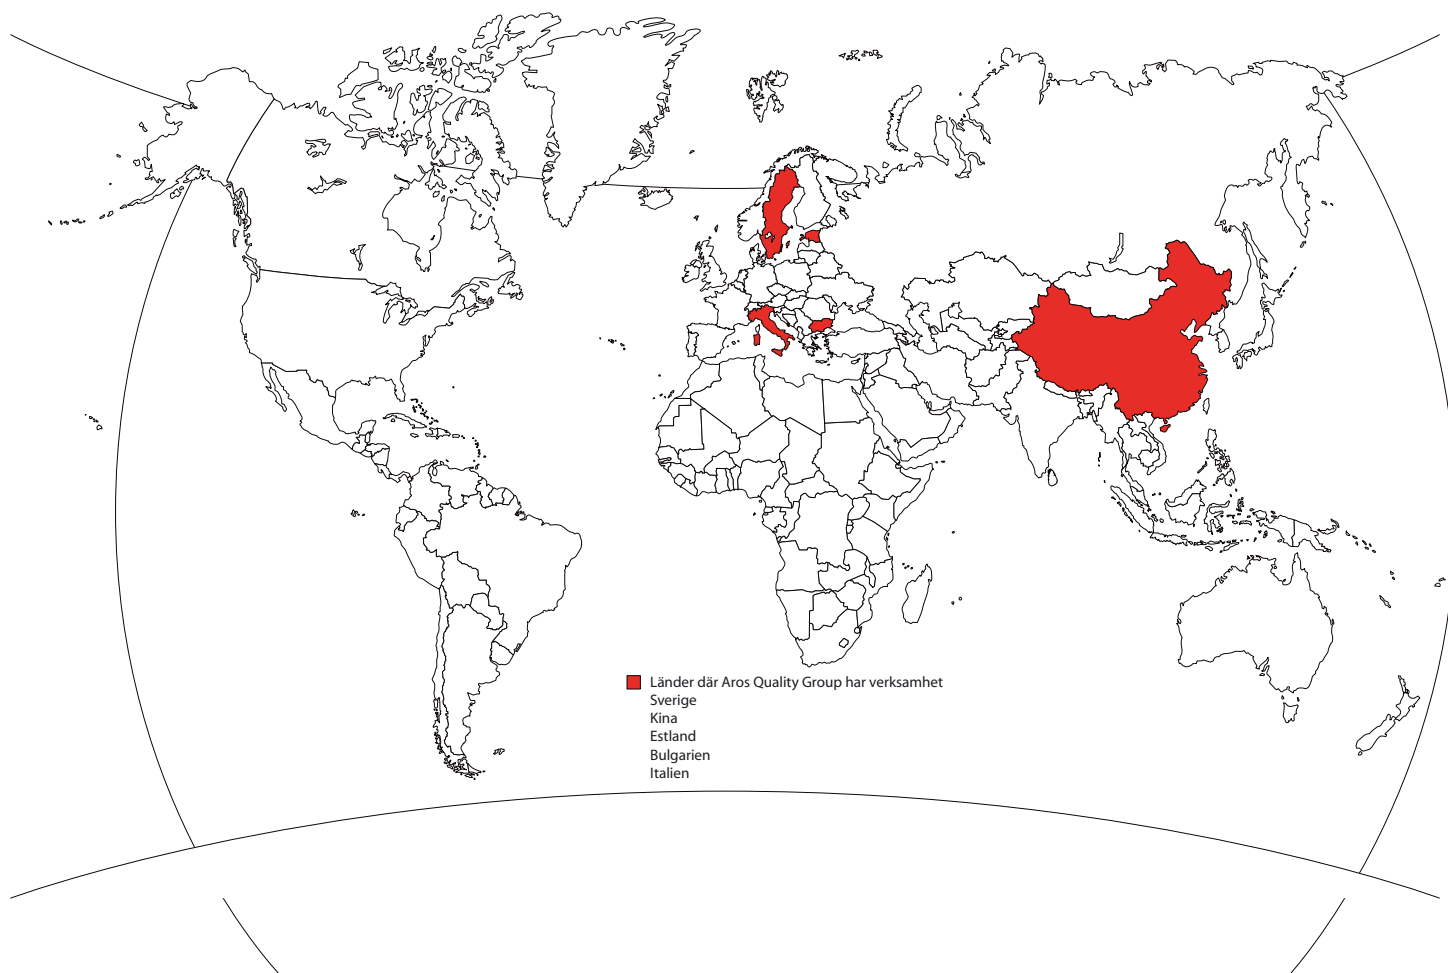 Länder där Aros Quality Group har verksamhet
Sverige
Kina
Estland
Bulgarien
Italien